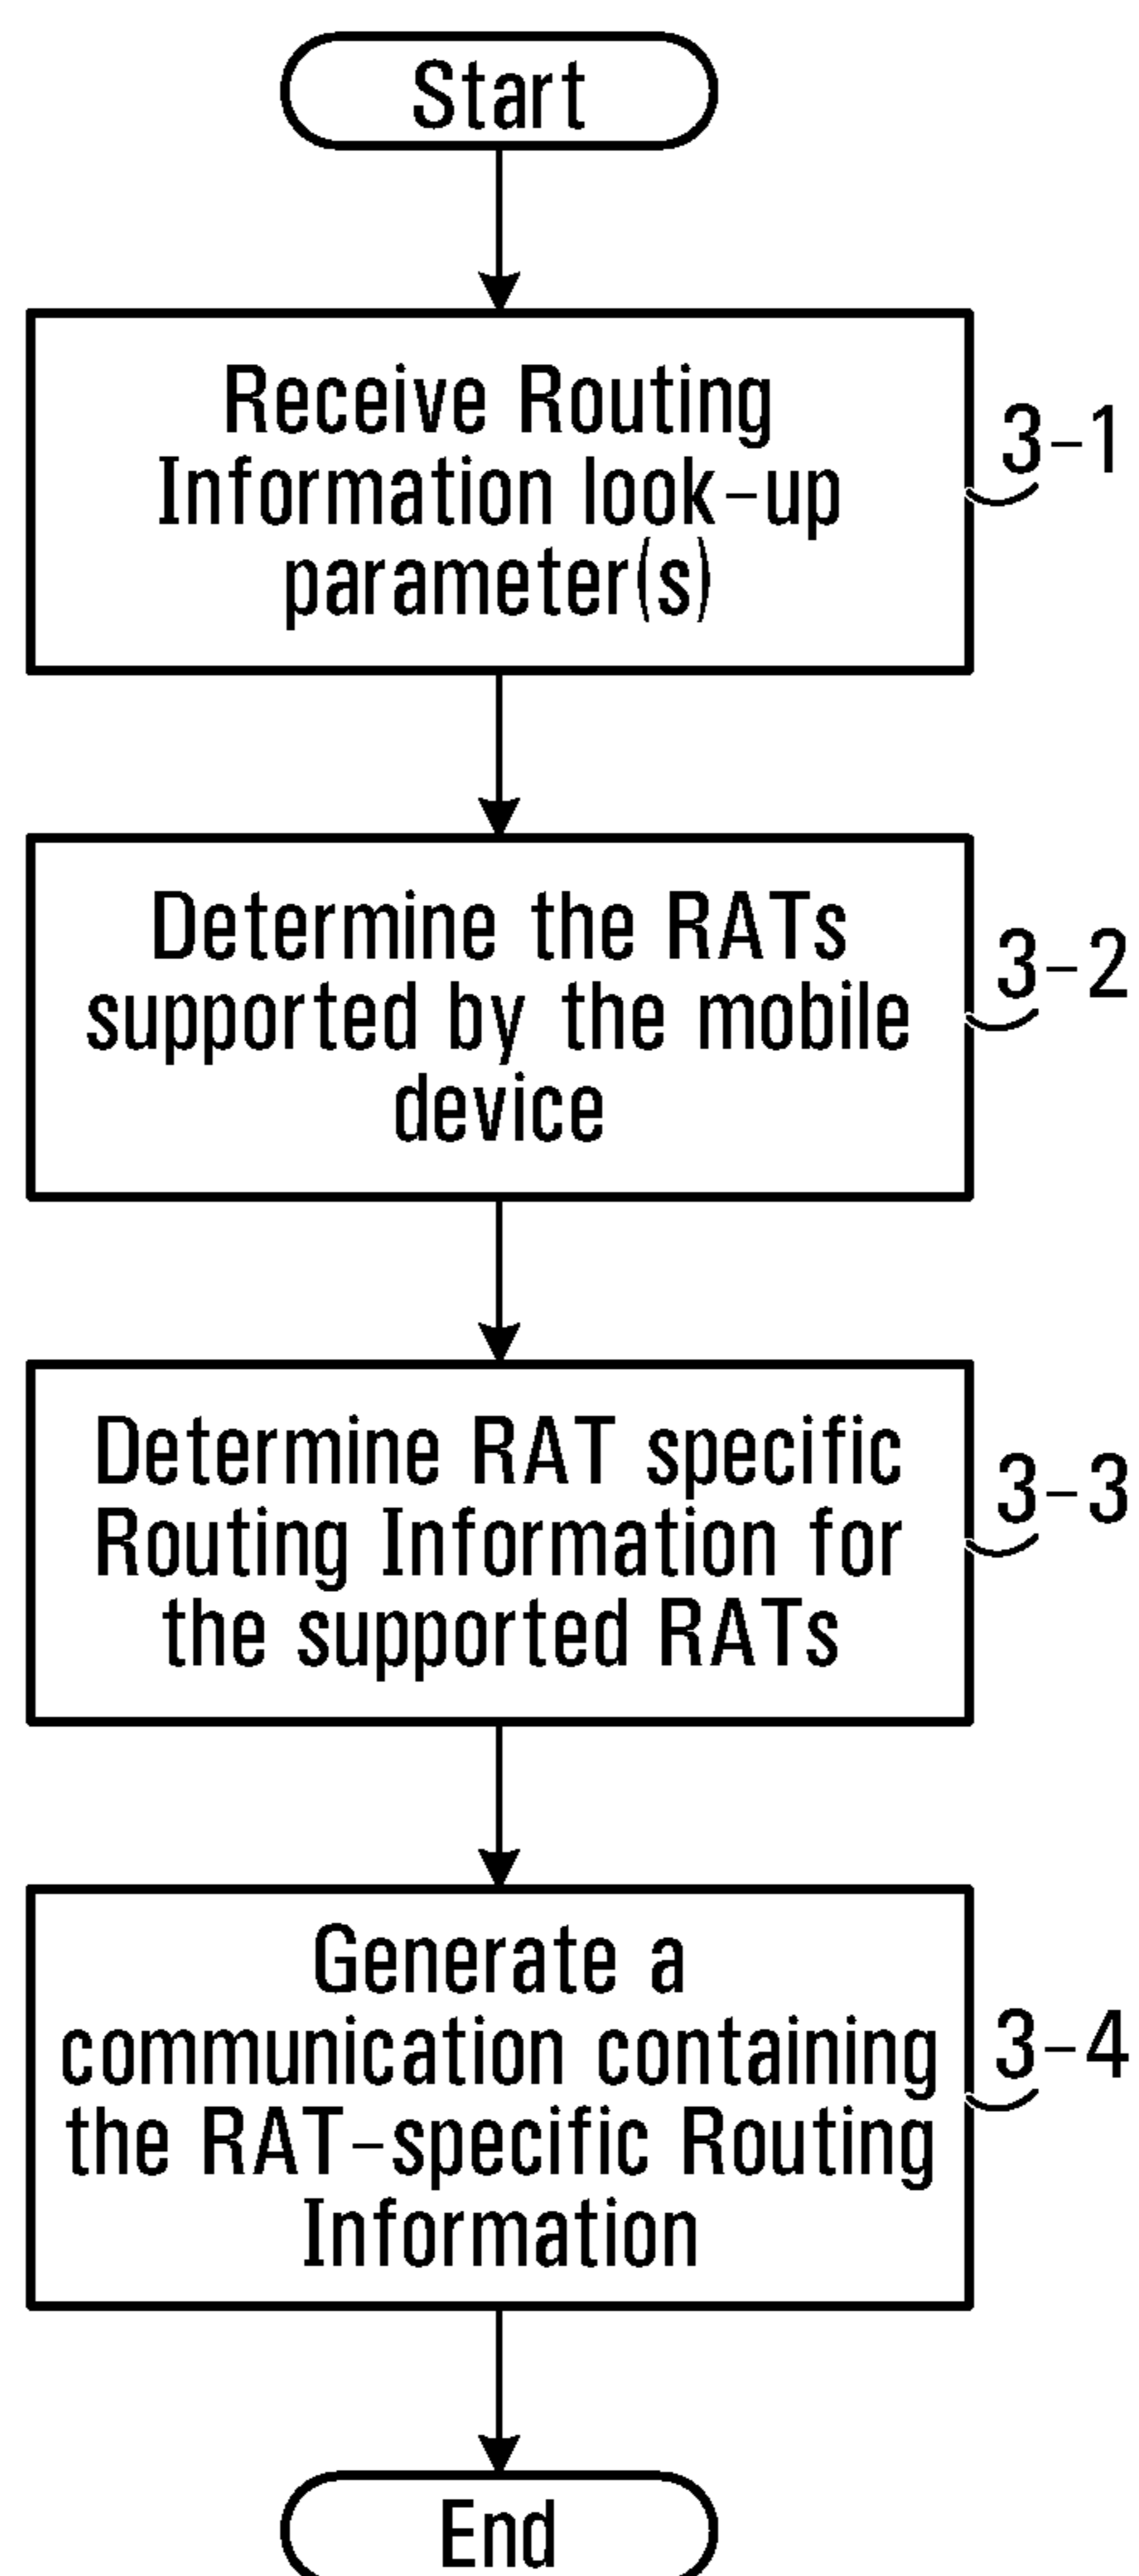 Start
Receive Routing
Information look-up
parameter(s)
3-1
Determine the RATs
supported by the mobile
device
3-2
Determine RAT specific
Routing Information for
the supported RATs
3-3
Generate a
communication containing
the RAT-specific Routing
Information
3-4
End